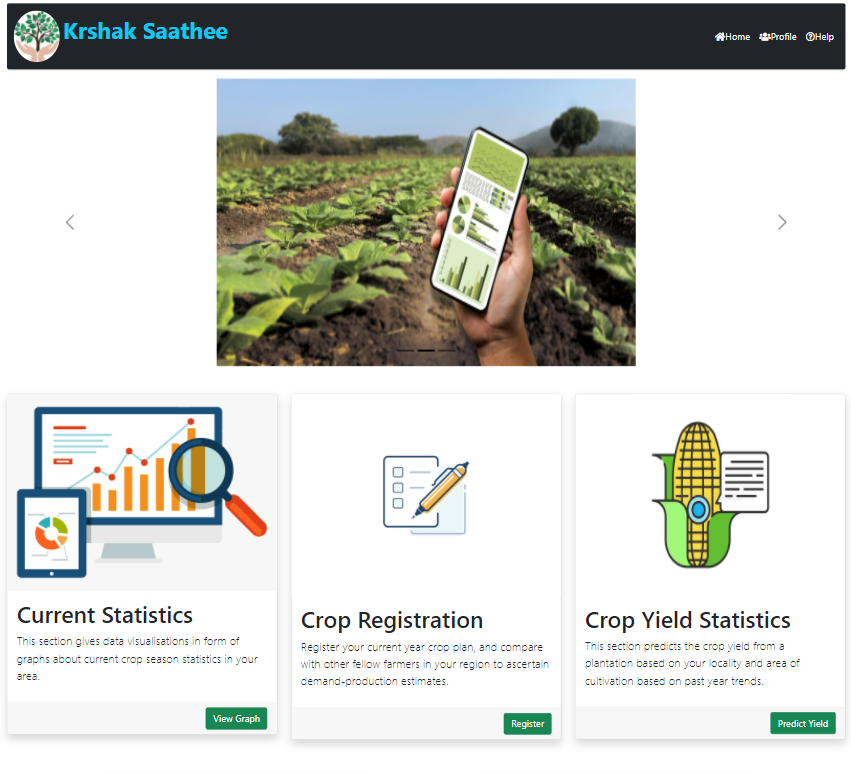 Krshak Saathee
Home Profile Help
Current Statistics
This section gives data visualisations in form of
graphs about current crop season statistics in your
area.
View Graph
Crop Registration
Register your current year crop plan, and compare
with other fellow farmers in your region to ascertain
demand-production estimates.
Register
Crop Yield Statistics
This section predicts the crop yield from a
plantation based on your locality and area of
cultivation based on past year trends.
Predict Yield